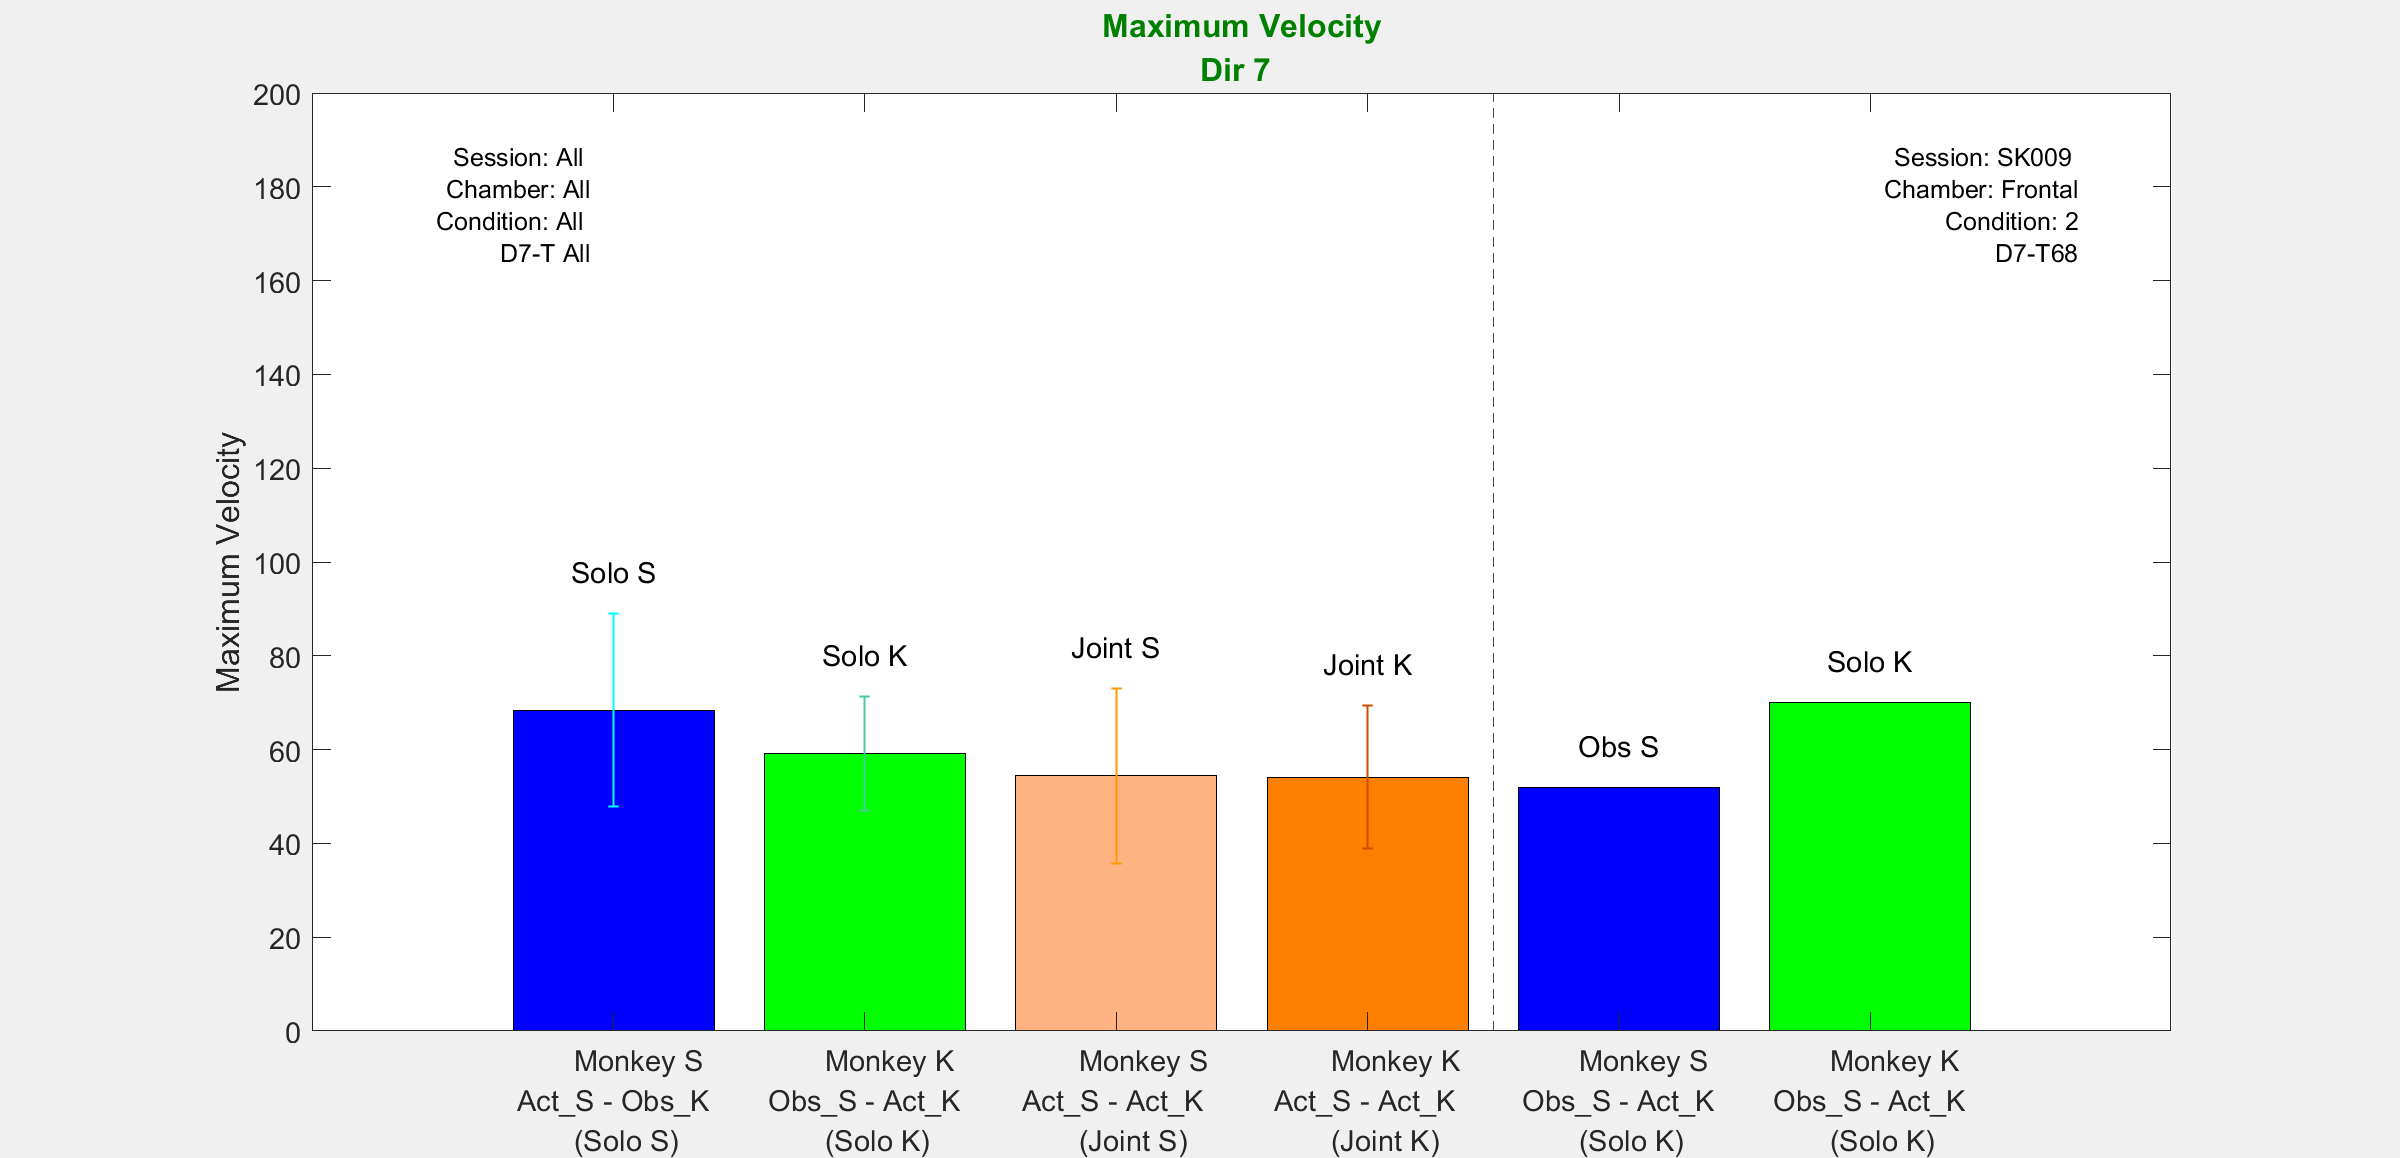 Maximum Velocity
Dir 7
Session: All
Chamber: All
Condition: All
D7-T All
Session: SK009
Chamber: Frontal
Condition: 2
D7-T68
Maximum Velocity
200
180
160
140
120
100
80
60
40
20
0
Solo S
Solo K
Joint S
Joint K
Obs S
Solo K
Monkey S
Act_S - Obs_K
(Solo S)
Monkey K
Obs_S - Act_K
(Solo K)
Monkey S
Act_S - Act_K
(Joint S)
Monkey K
Act_S - Act_K
(Joint K)
Monkey S
Obs_S - Act_K
(Solo K)
Monkey K
Obs_S - Act_K
(Solo K)